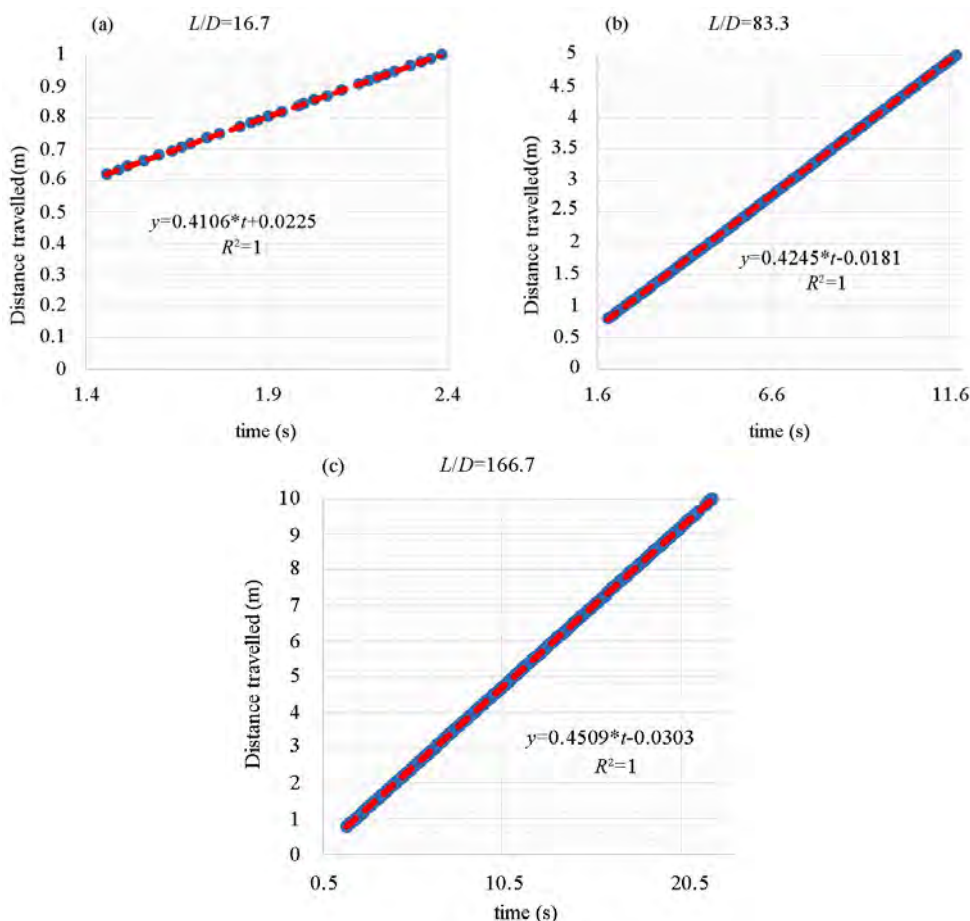 (a) L/D=16.7
1
0.9
0.8
0.7
0.6
0.5
0.4
0.3
0.2
0.1
0
Distance travelled(m)
y=0.4106*t+0.0225
R²=1
1.4 1.9 2.4
time (s)
(b) L/D=83.3
5
4.5
4
3.5
3
2.5
2
1.5
1
0.5
0
Distance travelled(m)
y=0.4245*t-0.0181
R²=1
1.6 6.6 11.6
time (s)
(c) L/D=166.7
10
9
8
7
6
5
4
3
2
1
0
Distance travelled (m)
y=0.4509*t-0.0303
R²=1
0.5 10.5 20.5
time (s)